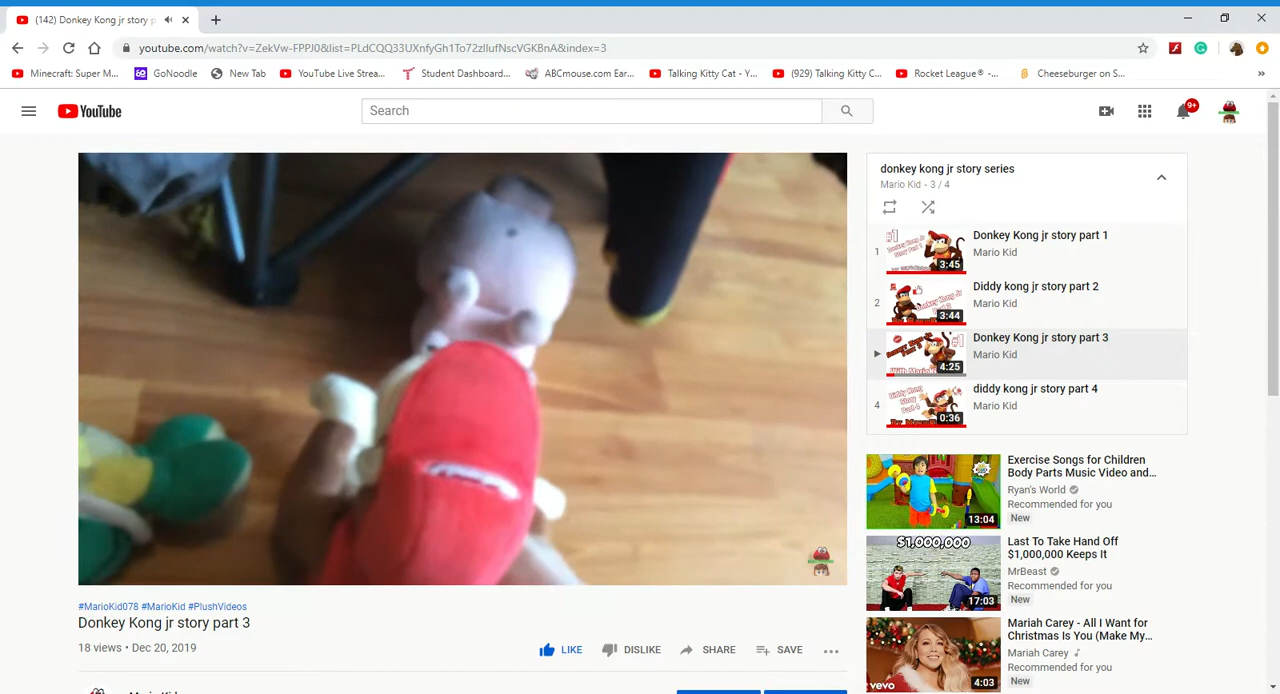 (142) Donkey Kong jr story p
youtube.com/watch?v=ZekVw-FPPJ0&list=PLdCQQ33UXnfyGh1To72zlIufNscVGKBnA&index=3
Minecraft: Super M...
GoNoodle
New Tab
YouTube Live Strea...
Student Dashboard...
ABCmouse.com Ear...
Talking Kitty Cat - Y...
(929) Talking Kitty C...
Rocket League® -...
Cheeseburger on S...
YouTube
Search
9+
donkey kong jr story series
Mario Kid - 3 / 4
1
#1
3:45
Donkey Kong jr story part 1
Mario Kid
2
3:44
Diddy kong jr story part 2
Mario Kid
#1
4:25
Donkey Kong jr story part 3
Mario Kid
4
0:36
diddy kong jr story part 4
Mario Kid
13:04
Exercise Songs for Children
Body Parts Music Video and...
Ryan's World
Recommended for you
New
$1,000,000
17:03
Last To Take Hand Off
$1,000,000 Keeps It
MrBeast
Recommended for you
New
vevo
4:03
Mariah Carey - All I Want for
Christmas Is You (Make My...
Mariah Carey
Recommended for you
New
#MarioKid078 #MarioKid #PlushVideos
Donkey Kong jr story part 3
18 views • Dec 20, 2019
LIKE
DISLIKE
SHARE
SAVE